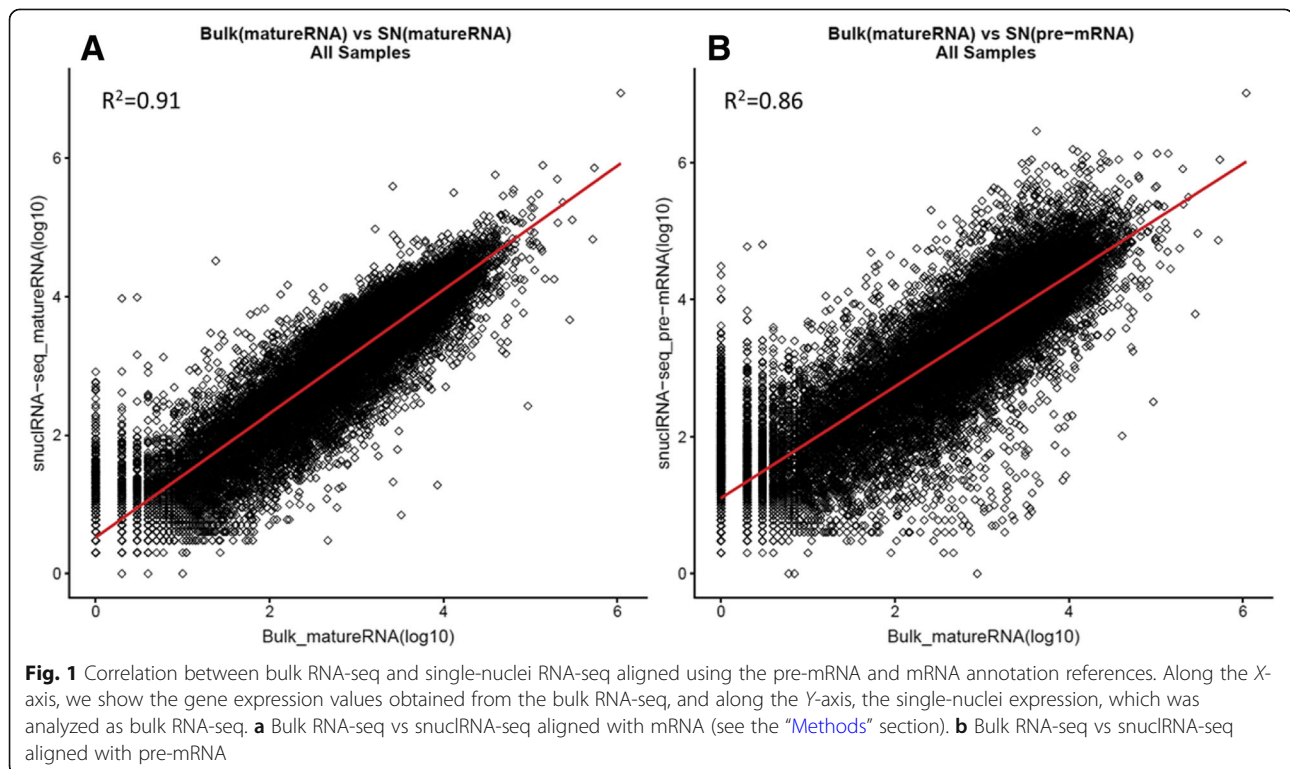 A
Bulk(matureRNA) vs SN(matureRNA)
All Samples
R²=0.91
snuclRNA-seq_matureRNA(log10)
6
4
2
0
0 2 4 6
Bulk_matureRNA(log10)
B
Bulk(matureRNA) vs SN(pre-mRNA)
All Samples
R²=0.86
snuclRNA-seq_pre-mRNA(log10)
6
4
2
0
0 2 4 6
Bulk_matureRNA(log10)
Fig. 1 Correlation between bulk RNA-seq and single-nuclei RNA-seq aligned using the pre-mRNA and mRNA annotation references. Along the X-
axis, we show the gene expression values obtained from the bulk RNA-seq, and along the Y-axis, the single-nuclei expression, which was
analyzed as bulk RNA-seq. a Bulk RNA-seq vs snuclRNA-seq aligned with mRNA (see the “Methods” section). b Bulk RNA-seq vs snuclRNA-seq
aligned with pre-mRNA